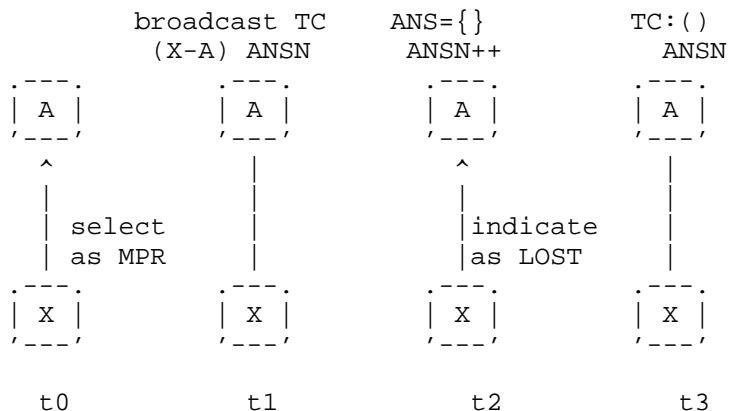 broadcast TC ANS={} TC:()
(X-A) ANSN ANSN++ ANSN
.---. .---. .---. .---.
| A | | A | | A | | A |
'---' '---' '---' '---'
^ | ^ |
| | | |
| select | |indicate |
| as MPR | |as LOST |
.---. .---. .---. .---.
| X | | X | | X | | X |
'---' '---' '---' '---'
t0 t1 t2 t3